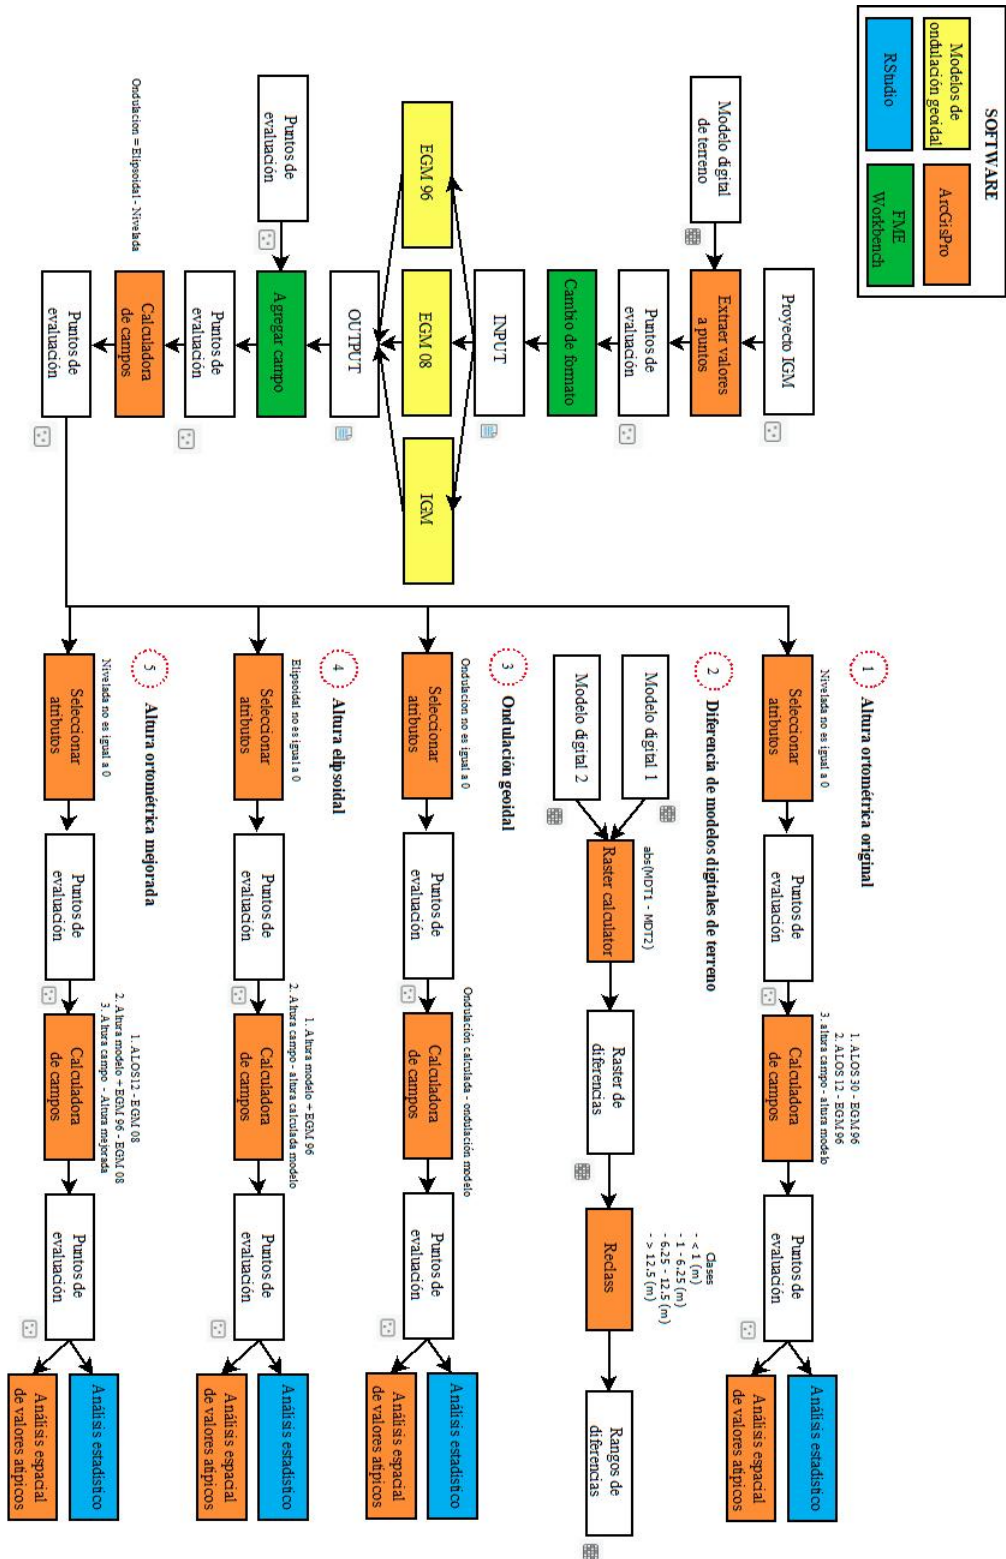 SOFTWARE
Modelos de
ondulación geoidal
ArcGisPro
RStudio
FME
Workbench
Proyecto IGM
Modelo digital
de terreno
Extraer valores
a puntos
Puntos de
evaluación
Cambio de formato
INPUT
EGM 96
EGM 08
IGM
OUTPUT
Puntos de
evaluación
Agregar campo
Puntos de
evaluación
Ondulacion = Elipsoidal - Nivelada
Calculadora
de campos
Puntos de
evaluación
1
Altura ortométrica original
Nivelada no es igual a 0
Seleccionar
atributos
Puntos de
evaluación
1. ALOS 30 - EGM 96
2. ALOS 12 - EGM 96
3. altura campo - altura modelo
Calculadora
de campos
Puntos de
evaluación
Análisis estadístico
Análisis espacial
de valores atípicos
2
Diferencia de modelos digitales de terreno
Modelo digital 1
Modelo digital 2
abs(MDT1 - MDT2)
Raster calculator
Raster de
diferencias
Clases
- < 1 (m)
- 1 - 6.25 (m)
- 6.25 - 12.5 (m)
- > 12.5 (m)
Reclass
Rangos de
diferencias
3
Ondulación geoidal
Ondulacion no es igual a 0
Seleccionar
atributos
Puntos de
evaluación
Ondulación calculada - ondulación modelo
Calculadora
de campos
Puntos de
evaluación
Análisis estadístico
Análisis espacial
de valores atípicos
4
Altura elipsoidal
Elipsoidal no es igual a 0
Seleccionar
atributos
Puntos de
evaluación
1. Altura modelo + EGM 96
2. Altura campo - altura calculada modelo
Calculadora
de campos
Puntos de
evaluación
Análisis estadístico
Análisis espacial
de valores atípicos
5
Altura ortométrica mejorada
Nivelada no es igual a 0
Seleccionar
atributos
Puntos de
evaluación
1. ALOS12 - EGM 08
2. Altura modelo + EGM 96 - EGM 08
3. Altura campo - Altura mejorada
Calculadora
de campos
Puntos de
evaluación
Análisis estadístico
Análisis espacial
de valores atípicos